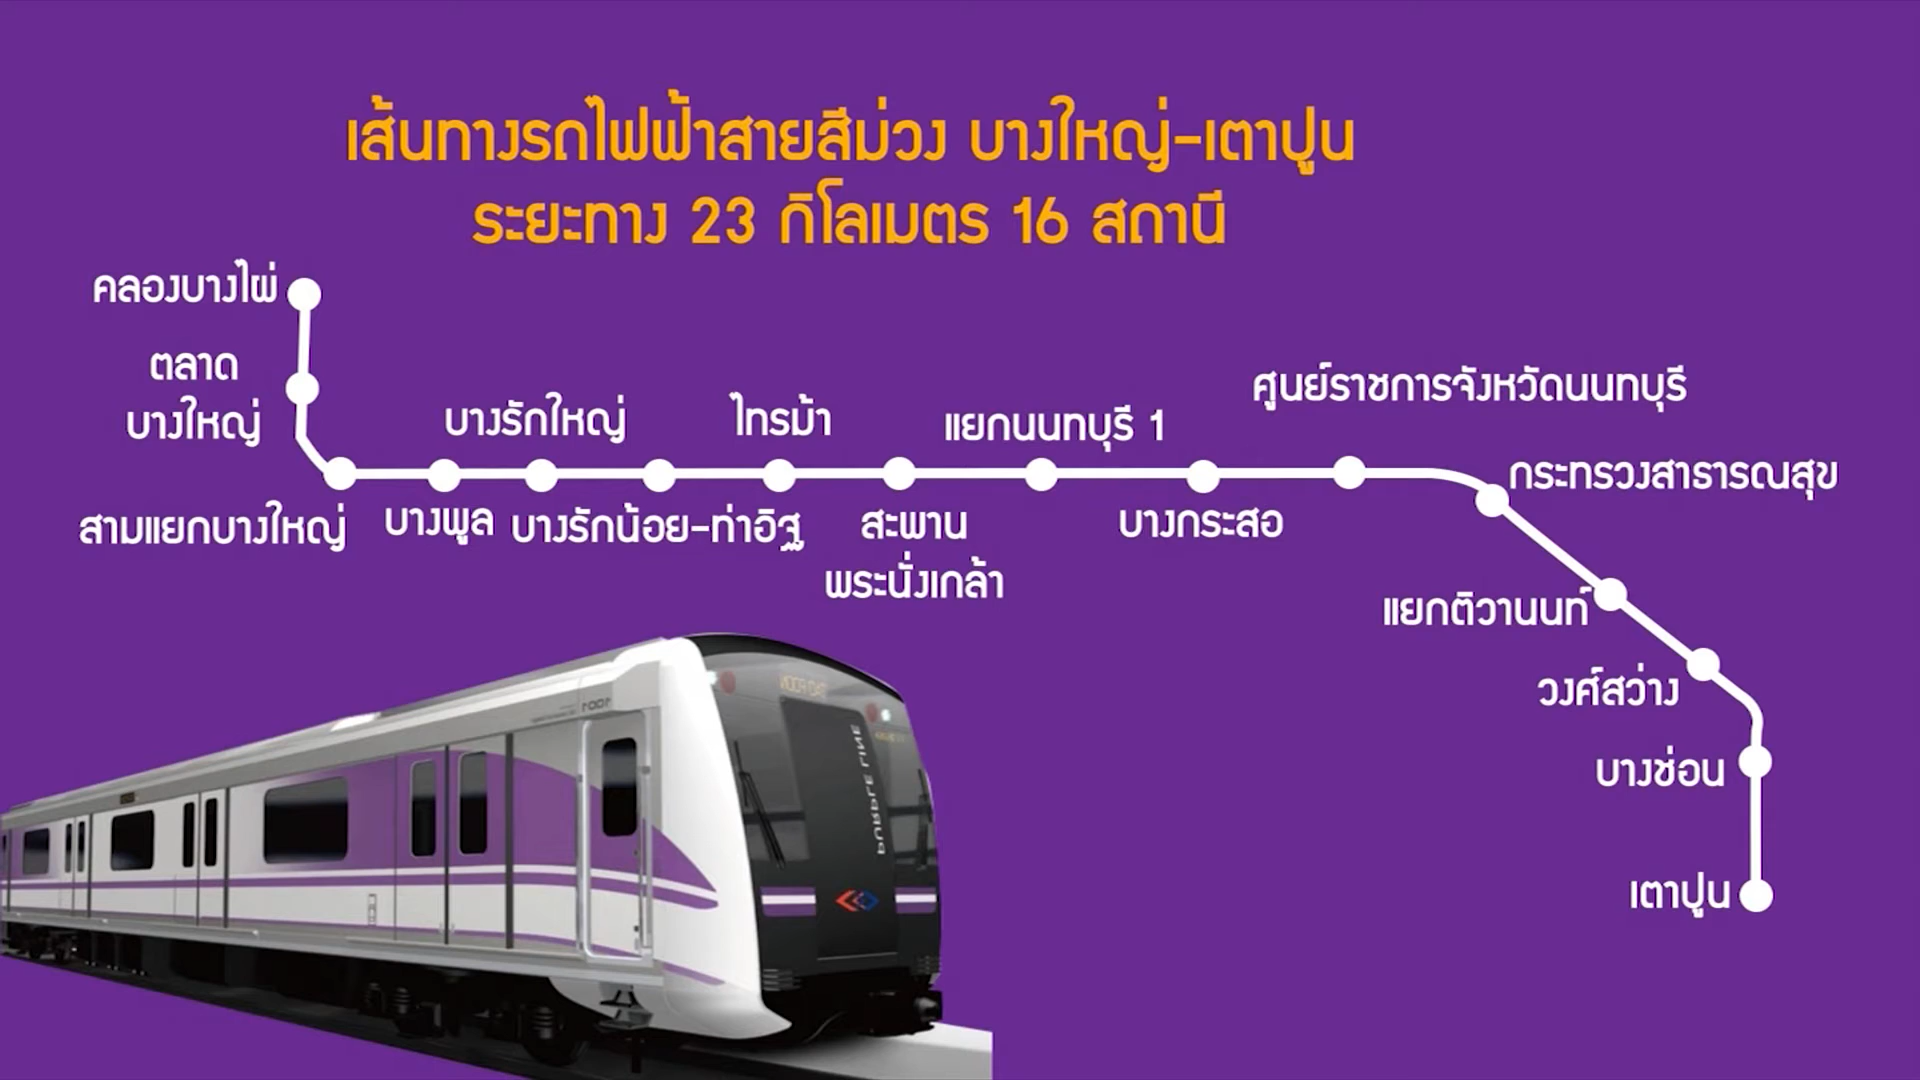 เส้นทางรถไฟฟ้าสายสีม่วง บางใหญ่-เตาปูน
ระยะทาง 23 กิโลเมตร 16 สถานี
คลองบางไผ่
ตลาด
บางใหญ่
สามแยกบางใหญ่
บางพูล
บางรักใหญ่
บางรักน้อย-ท่าอิฐ
ไทรม้า
สะพาน
พระนั่งเกล้า
แยกนนทบุรี 1
บางกระสอ
ศูนย์ราชการจังหวัดนนทบุรี
กระทรวงสาธารณสุข
แยกติวานนท์
วงศ์สว่าง
บางซ่อน
เตาปูน